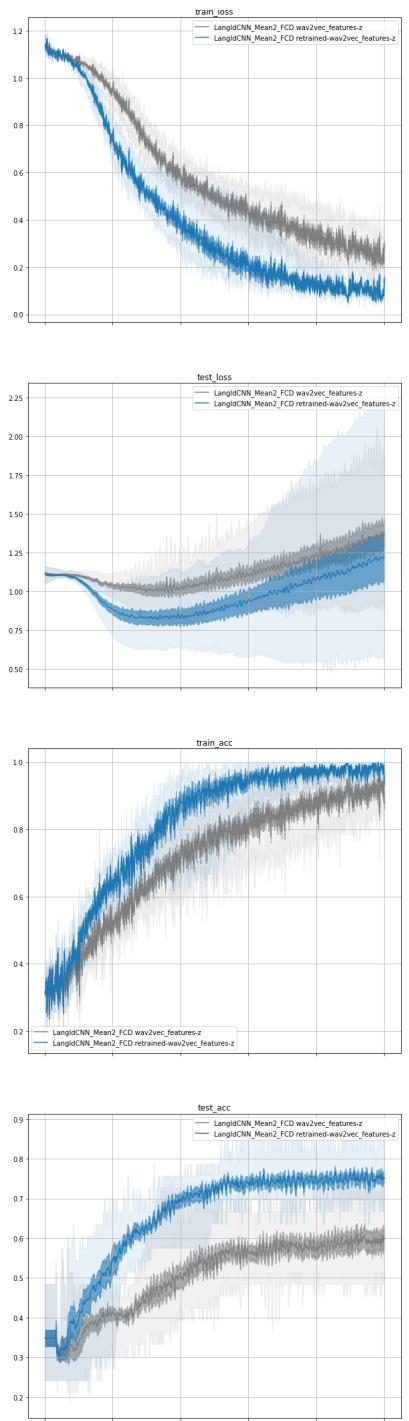 train_loss
LangIdCNN_Mean2_FCD wav2vec_features-z
LangIdCNN_Mean2_FCD retrained-wav2vec_features-z
1.2
1.0
0.8
0.6
0.4
0.2
0.0
test_loss
LangIdCNN_Mean2_FCD wav2vec_features-z
LangIdCNN_Mean2_FCD retrained-wav2vec_features-z
2.25
2.00
1.75
1.50
1.25
1.00
0.75
0.50
train_acc
1.0
0.8
0.6
0.4
0.2
LangIdCNN_Mean2_FCD wav2vec_features-z
LangIdCNN_Mean2_FCD retrained-wav2vec_features-z
test_acc
LangIdCNN_Mean2_FCD wav2vec_features-z
LangIdCNN_Mean2_FCD retrained-wav2vec_features-z
0.9
0.8
0.7
0.6
0.5
0.4
0.3
0.2